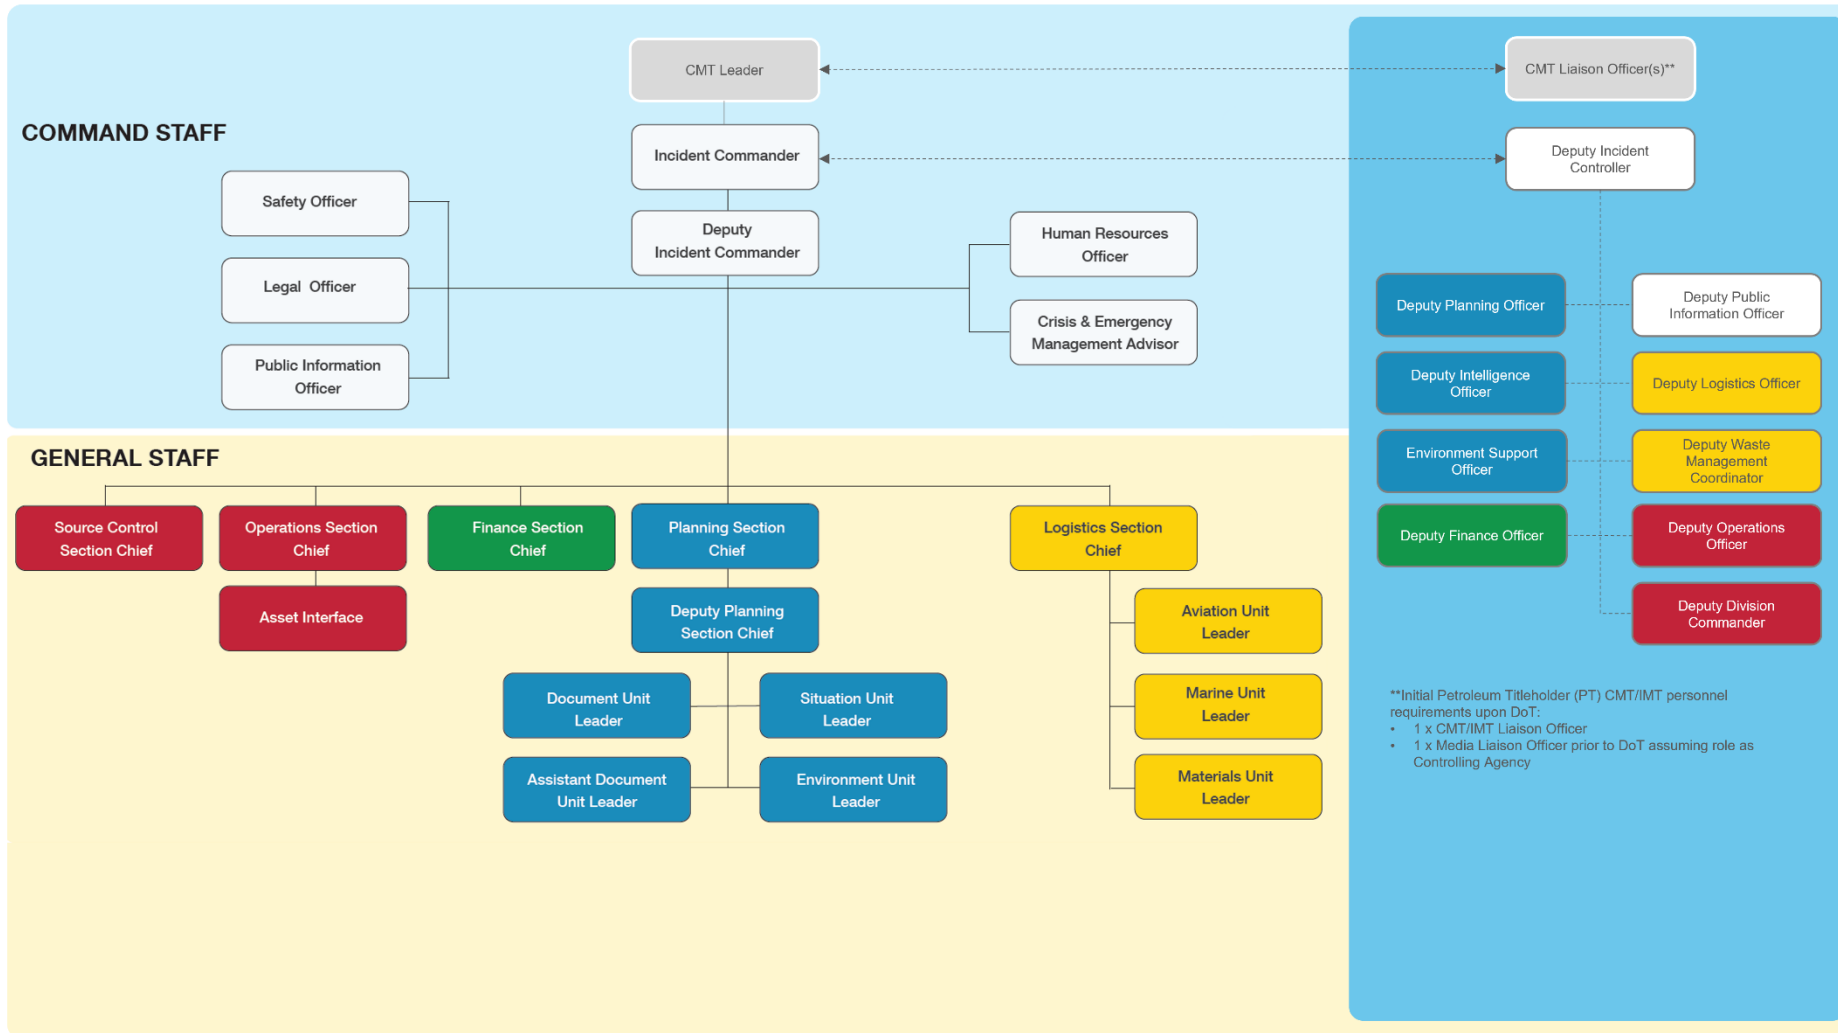 CMT Leader
CMT Liaison Officer(s)**
COMMAND STAFF
Incident Commander
Deputy Incident
Controller
Safety Officer
Deputy
Incident Commander
Human Resources
Officer
Legal Officer
Crisis & Emergency
Management Advisor
Public Information
Officer
Deputy Planning Officer
Deputy Public
Information Officer
Deputy Intelligence
Officer
Deputy Logistics Officer
Environment Support
Officer
Deputy Waste
Management
Coordinator
Deputy Finance Officer
Deputy Operations
Officer
Deputy Division
Commander
**Initial Petroleum Titleholder (PT) CMT/IMT personnel
requirements upon DoT:
• 1 x CMT/IMT Liaison Officer
• 1 x Media Liaison Officer prior to DoT assuming role as
Controlling Agency
GENERAL STAFF
Source Control
Section Chief
Operations Section
Chief
Finance Section
Chief
Planning Section
Chief
Logistics Section
Chief
Asset Interface
Deputy Planning
Section Chief
Aviation Unit
Leader
Document Unit
Leader
Situation Unit
Leader
Marine Unit
Leader
Assistant Document
Unit Leader
Environment Unit
Leader
Materials Unit
Leader